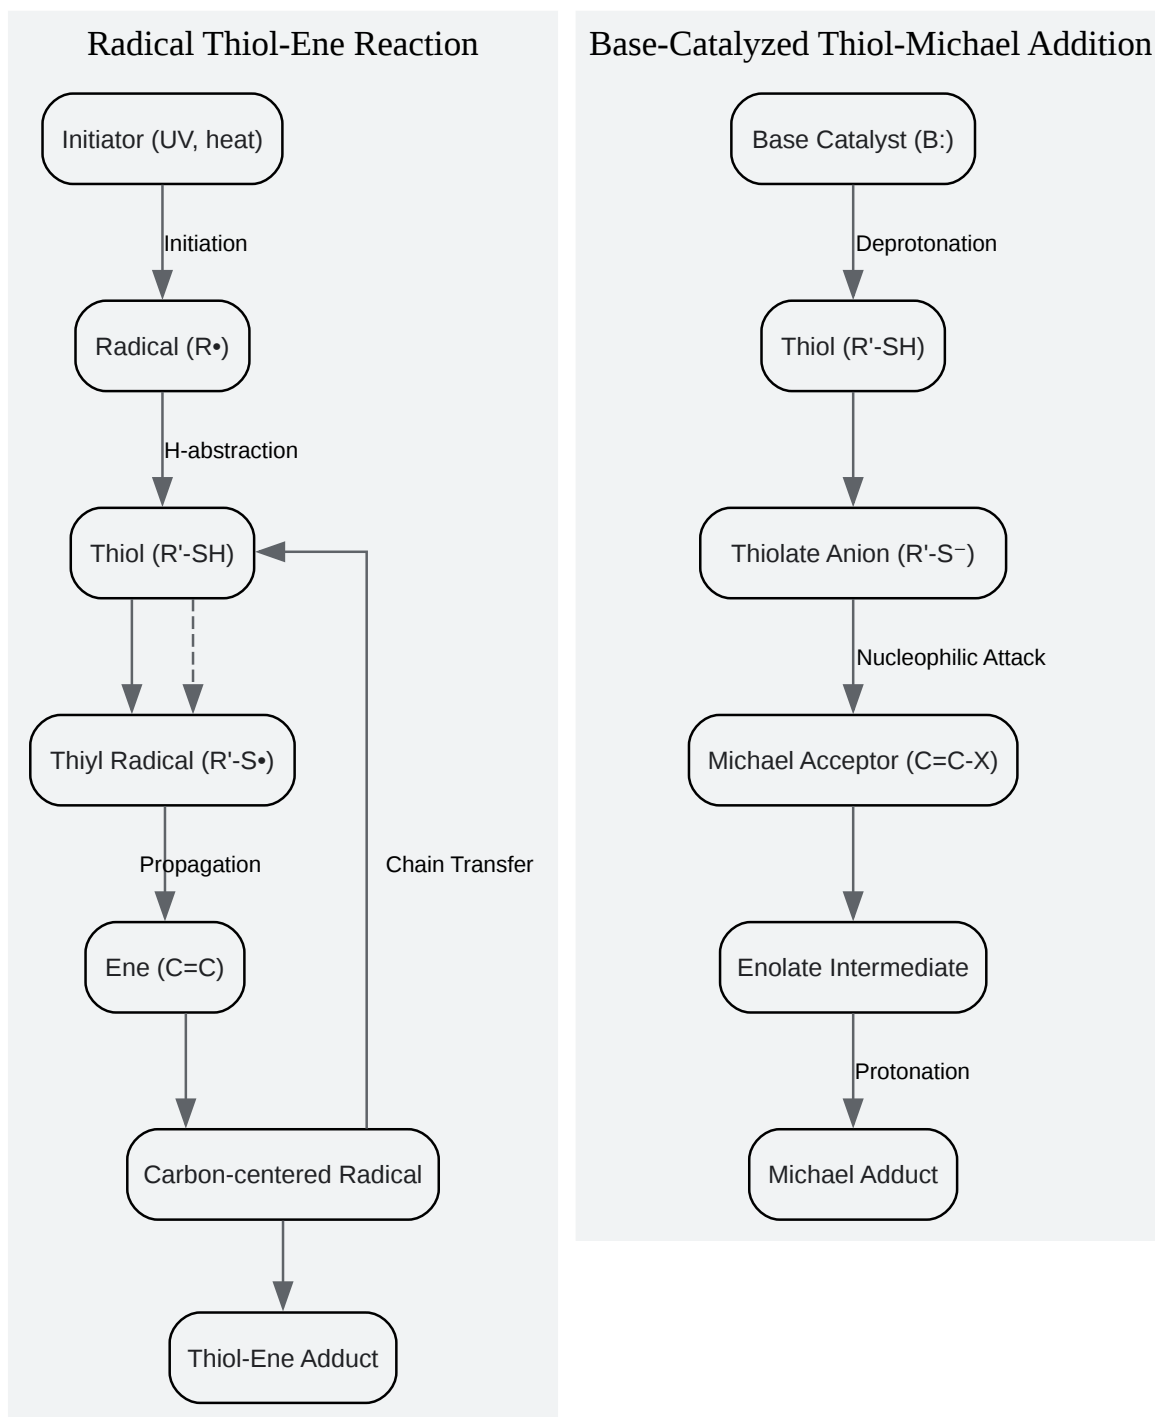 Radical Thiol-Ene Reaction
Initiator (UV, heat)
Initiation
Radical (R•)
H-abstraction
Thiol (R'-SH)
Thiyl Radical (R'-S•)
Propagation
Chain Transfer
Ene (C=C)
Carbon-centered Radical
Thiol-Ene Adduct
Base-Catalyzed Thiol-Michael Addition
Base Catalyst (B:)
Deprotonation
Thiol (R'-SH)
Thiolate Anion (R'-S⁻)
Nucleophilic Attack
Michael Acceptor (C=C-X)
Enolate Intermediate
Protonation
Michael Adduct